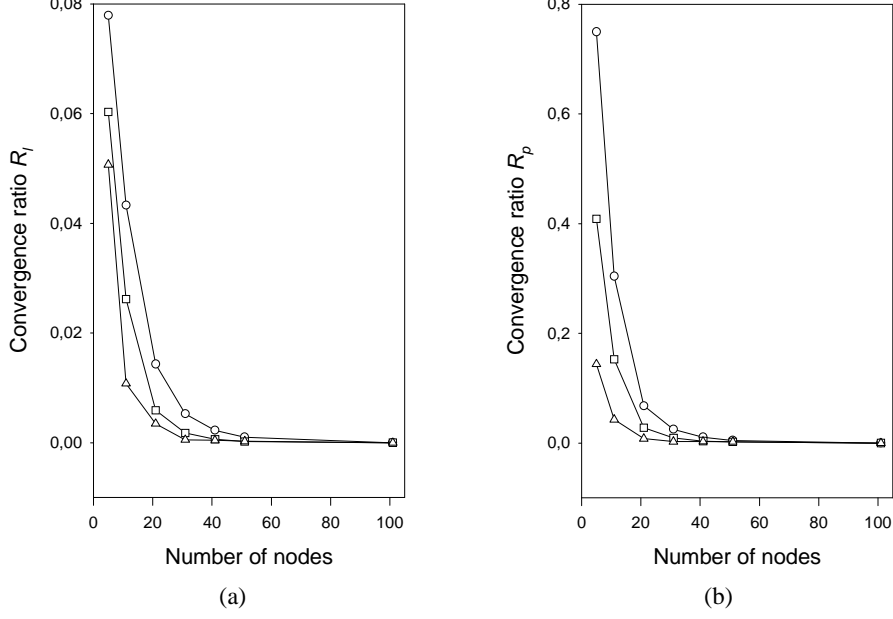 0,08
0,06
0,04
0,02
0,00
Convergence ratio R_l
0 20 40 60 80 100
Number of nodes
(a)
0,8
0,6
0,4
0,2
0,0
Convergence ratio R_p
0 20 40 60 80 100
Number of nodes
(b)